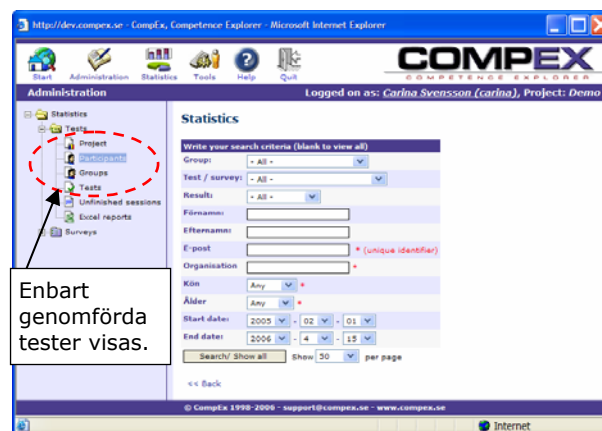 http://dev.compex.se - CompEx, Competence Explorer - Microsoft Internet Explorer
Start Administration Statistics Tools Help Quit
COMPEX
COMPETENCE EXPLORER
Administration Logged on as: Carina Svensson (carina), Project: Demo
Statistics
Tests
Project
Participants
Groups
Tests
Unfinished sessions
Excel reports
Surveys
Enbart
genomförda
tester visas.
Statistics
Write your search criteria (blank to view all)
Group: - All -
Test / survey: - All -
Result: - All -
Förnamn:
Efternamn:
E-post * (unique identifier)
Organisation *
Kön Any *
Ålder Any *
Start date: 2005 - 02 - 01
End date: 2006 - 4 - 15
Search/ Show all Show 50 per page
<< Back
© CompEx 1998-2006 - support@compex.se - www.compex.se
Internet